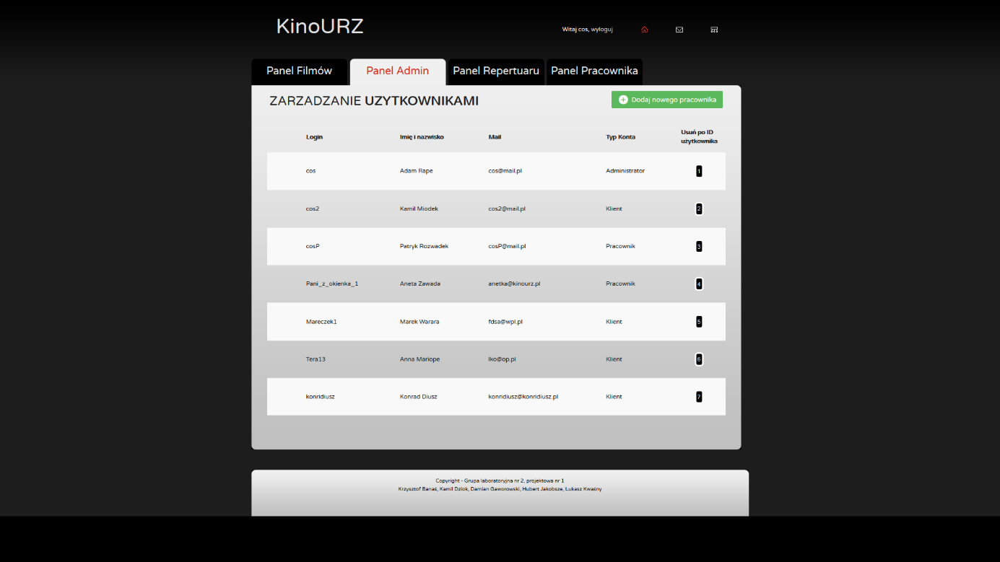 KinoURZ
Witaj cos, wyloguj
Panel Filmów
Panel Admin
Panel Repertuaru
Panel Pracownika
ZARZADZANIE UZYTKOWNIKAMI
Dodaj nowego pracownika
Login Imię i nazwisko Mail Typ Konta Usuń po ID
użytkownika
cos Adam Rape cos@mail.pl Administrator 1
cos2 Kamil Miodek cos2@mail.pl Klient 2
cosP Patryk Rozwadek cosP@mail.pl Pracownik 3
Pani_z_okienka_1 Aneta Zawada anetka@kinourz.pl Pracownik 4
Mareczek1 Marek Warara fdsa@wpl.pl Klient 5
Tera13 Anna Mariope lko@op.pl Klient 6
konridiusz Konrad Diusz konridiusz@konridiusz.pl Klient 7
Copyright - Grupa laboratoryjna nr 2, projektowa nr 1
Krzysztof Banaś, Kamil Dziok, Damian Gaworowski, Hubert Jakobsze, Łukasz Kwaśny